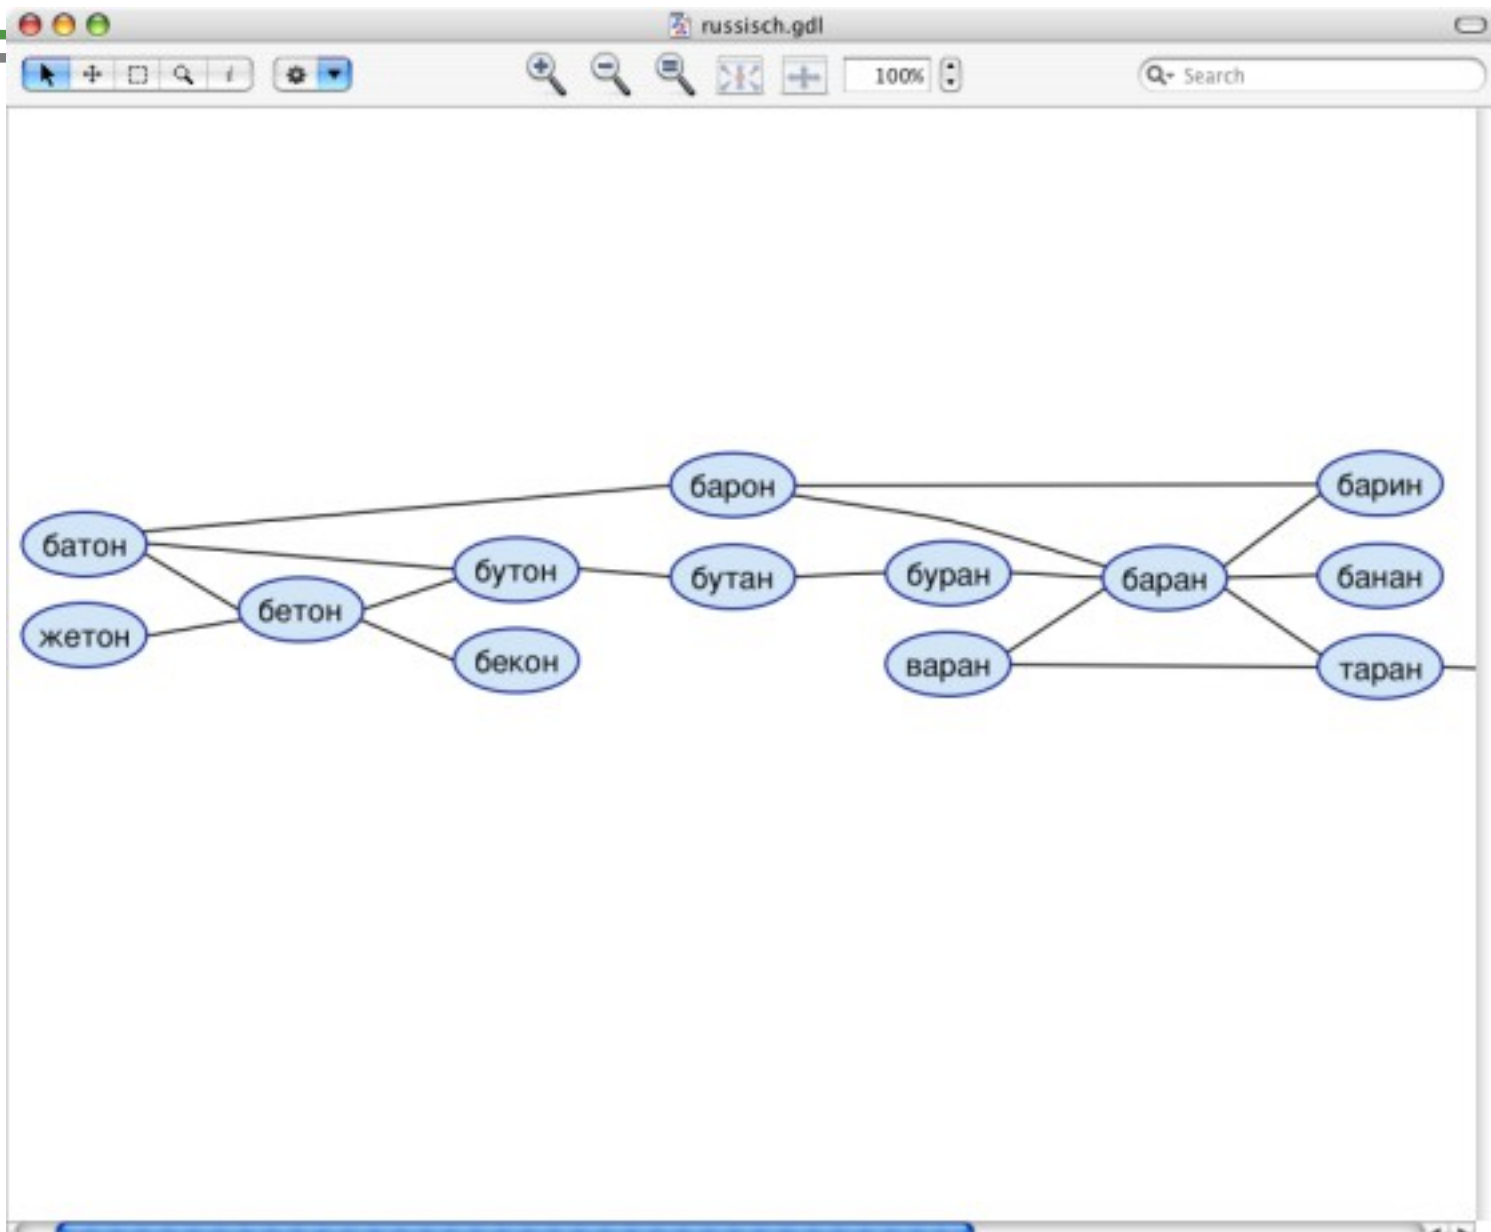 russisch.gdl
100%
Search
барон
барин
батон
бутон
бутан
буран
баран
банан
бетон
жетон
бекон
варан
таран